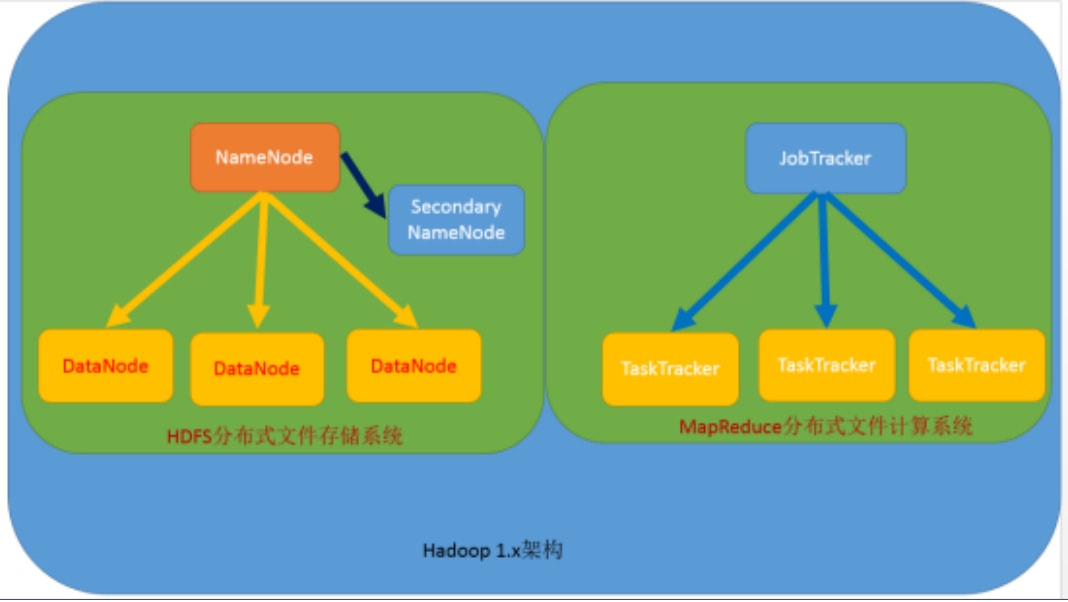 NameNode
Secondary
NameNode
DataNode
DataNode
DataNode
HDFS分布式文件存储系统
JobTracker
TaskTracker
TaskTracker
TaskTracker
MapReduce分布式文件计算系统
Hadoop 1.x架构